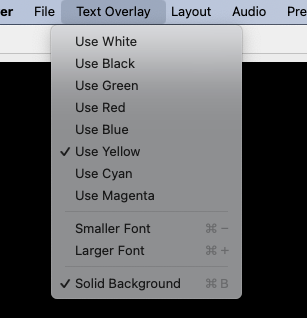 er File Text Overlay Layout Audio Pre
Use White
Use Black
Use Green
Use Red
Use Blue
✓ Use Yellow
Use Cyan
Use Magenta
Smaller Font ⌘ −
Larger Font ⌘ +
✓ Solid Background ⌘ B